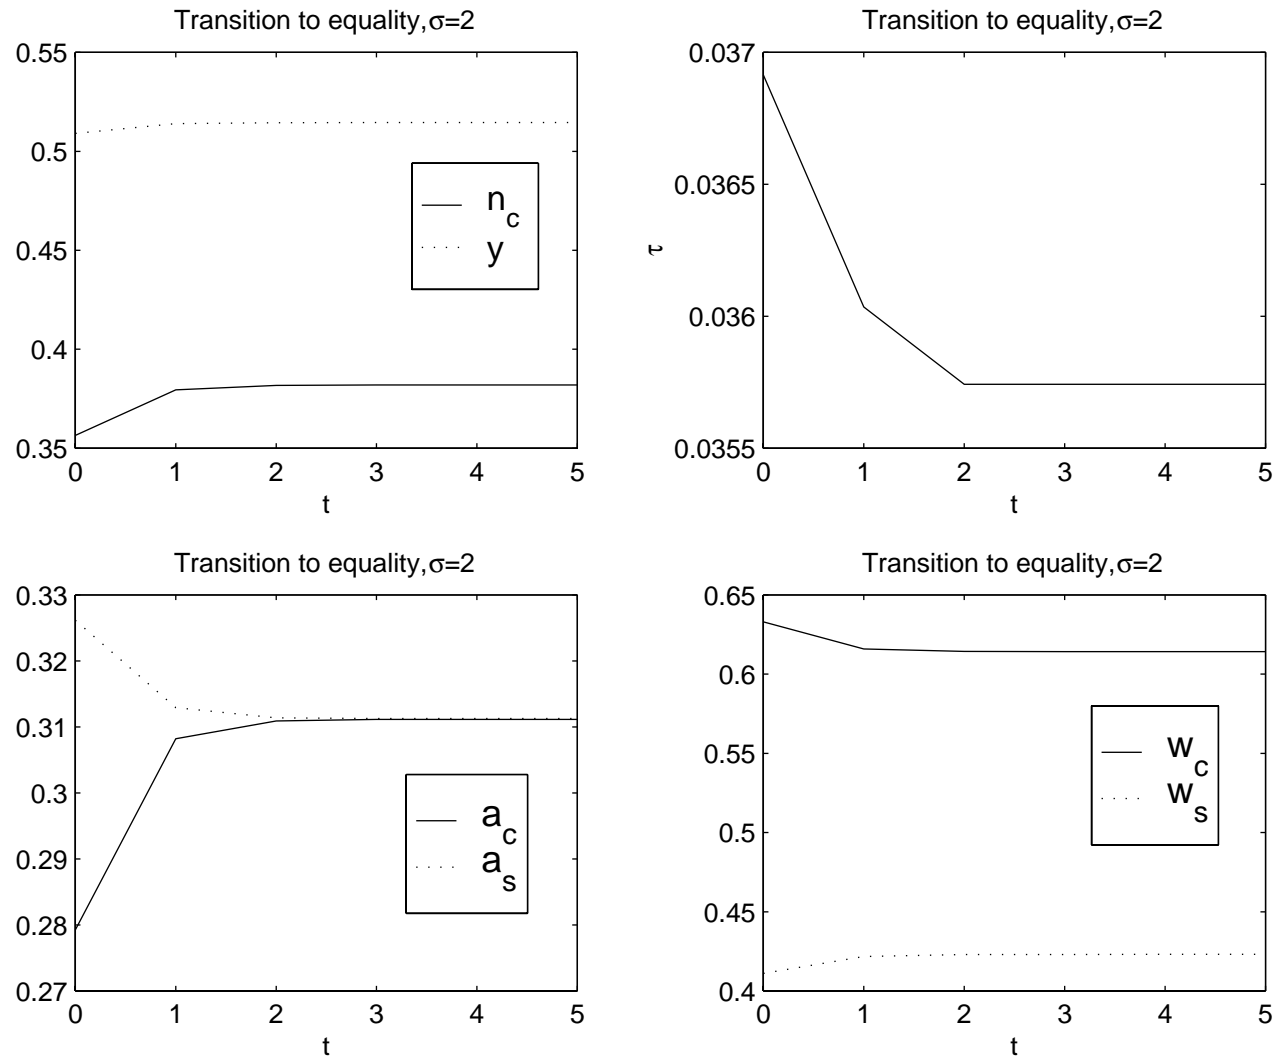 Transition to equality,σ=2
0.55
0.5
0.45
0.4
0.35
0 1 2 3 4 5
t
n_c
y
Transition to equality,σ=2
0.037
0.0365
0.036
0.0355
τ
0 1 2 3 4 5
t
Transition to equality,σ=2
0.33
0.32
0.31
0.3
0.29
0.28
0.27
0 1 2 3 4 5
t
a_c
a_s
Transition to equality,σ=2
0.65
0.6
0.55
0.5
0.45
0.4
0 1 2 3 4 5
t
w_c
w_s